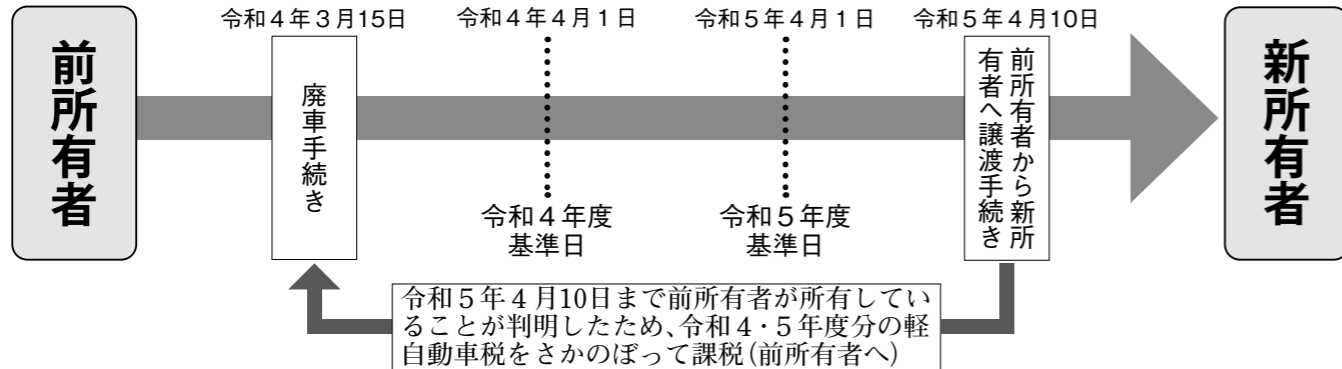 令和４年３月15日
令和４年４月１日
令和５年４月１日
令和５年４月10日
前所有者
廃車手続き
令和４年度
基準日
令和５年度
基準日
前所有者から新所
有者へ譲渡手続き
新所有者
令和５年４月10日まで前所有者が所有してい
ることが判明したため、令和４・５年度分の軽
自動車税をさかのぼって課税(前所有者へ)